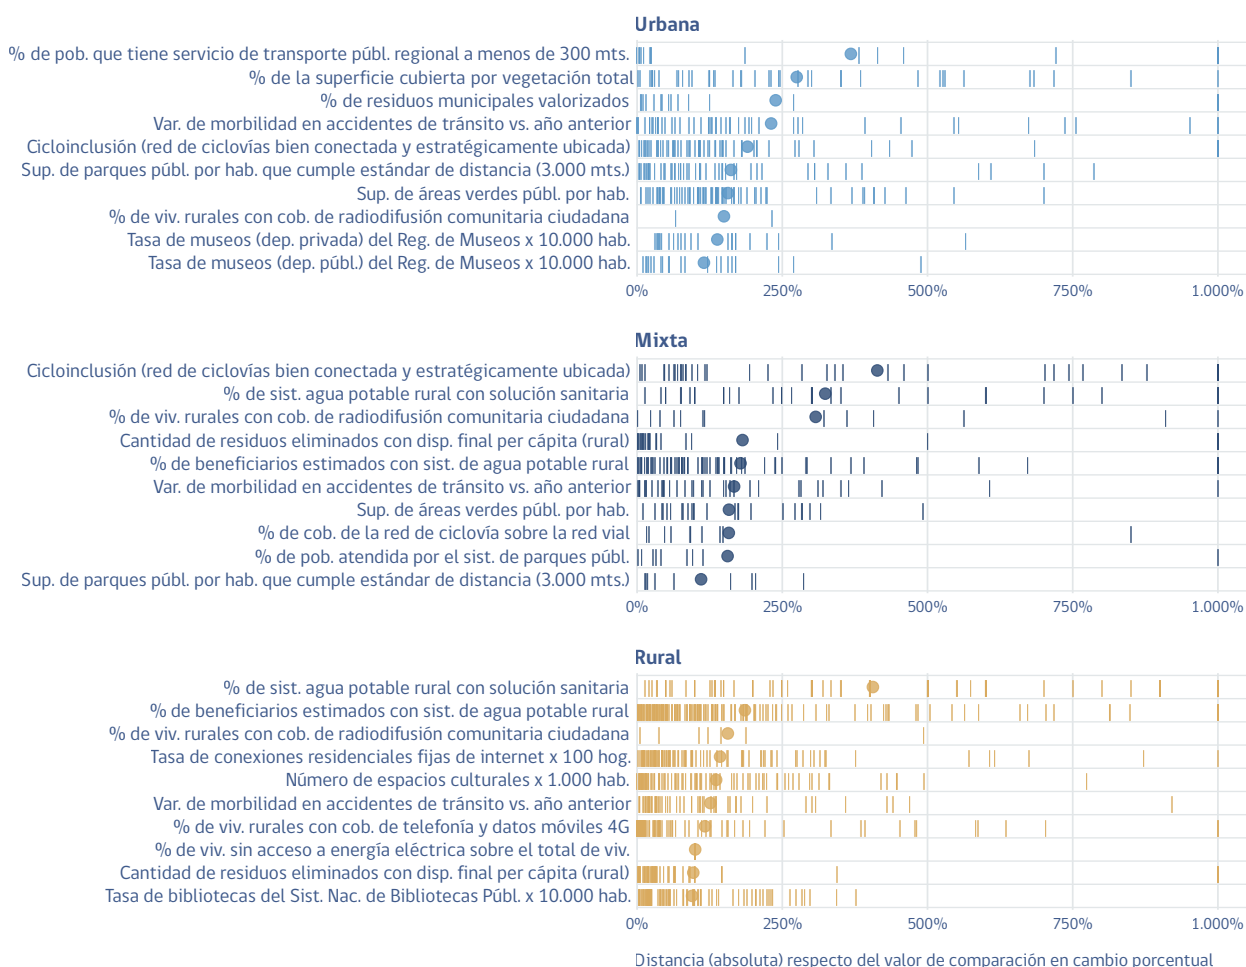 Urbana
% de pob. que tiene servicio de transporte públ. regional a menos de 300 mts.
% de la superficie cubierta por vegetación total
% de residuos municipales valorizados
Var. de morbilidad en accidentes de tránsito vs. año anterior
Cicloinclusión (red de ciclovías bien conectada y estratégicamente ubicada)
Sup. de parques públ. por hab. que cumple estándar de distancia (3.000 mts.)
Sup. de áreas verdes públ. por hab.
% de viv. rurales con cob. de radiodifusión comunitaria ciudadana
Tasa de museos (dep. privada) del Reg. de Museos x 10.000 hab.
Tasa de museos (dep. públ.) del Reg. de Museos x 10.000 hab.
0% 250% 500% 750% 1.000%
Mixta
Cicloinclusión (red de ciclovías bien conectada y estratégicamente ubicada)
% de sist. agua potable rural con solución sanitaria
% de viv. rurales con cob. de radiodifusión comunitaria ciudadana
Cantidad de residuos eliminados con disp. final per cápita (rural)
% de beneficiarios estimados con sist. de agua potable rural
Var. de morbilidad en accidentes de tránsito vs. año anterior
Sup. de áreas verdes públ. por hab.
% de cob. de la red de ciclovía sobre la red vial
% de pob. atendida por el sist. de parques públ.
Sup. de parques públ. por hab. que cumple estándar de distancia (3.000 mts.)
0% 250% 500% 750% 1.000%
Rural
% de sist. agua potable rural con solución sanitaria
% de beneficiarios estimados con sist. de agua potable rural
% de viv. rurales con cob. de radiodifusión comunitaria ciudadana
Tasa de conexiones residenciales fijas de internet x 100 hog.
Número de espacios culturales x 1.000 hab.
Var. de morbilidad en accidentes de tránsito vs. año anterior
% de viv. rurales con cob. de telefonía y datos móviles 4G
% de viv. sin acceso a energía eléctrica sobre el total de viv.
Cantidad de residuos eliminados con disp. final per cápita (rural)
Tasa de bibliotecas del Sist. Nac. de Bibliotecas Públ. x 10.000 hab.
0% 250% 500% 750% 1.000%
Distancia (absoluta) respecto del valor de comparación en cambio porcentual